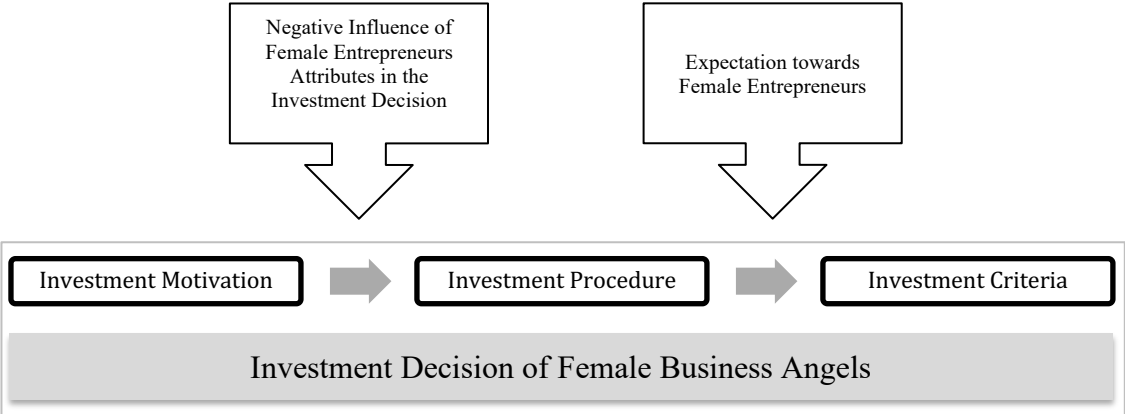 Negative Influence of
Female Entrepreneurs
Attributes in the
Investment Decision
Expectation towards
Female Entrepreneurs
Investment Motivation
Investment Procedure
Investment Criteria
Investment Decision of Female Business Angels